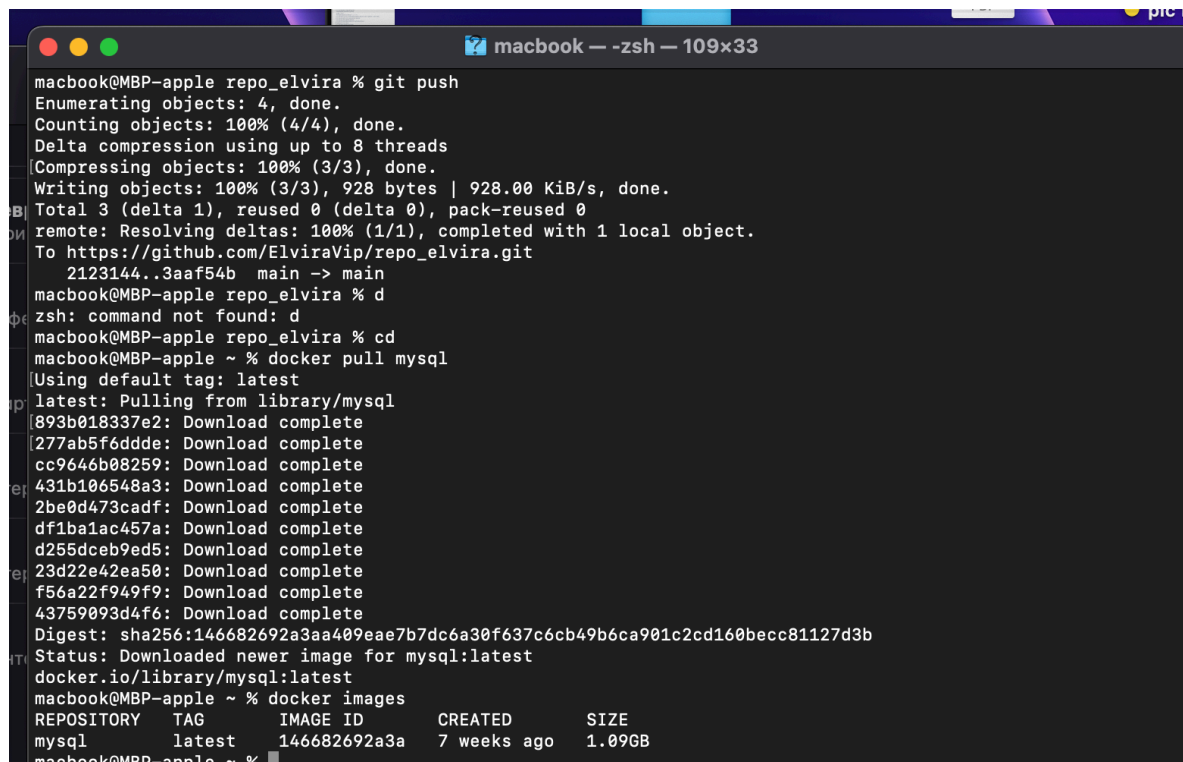 macbook — -zsh — 109×33
macbook@MBP-apple repo_elvira % git push
Enumerating objects: 4, done.
Counting objects: 100% (4/4), done.
Delta compression using up to 8 threads
Compressing objects: 100% (3/3), done.
Writing objects: 100% (3/3), 928 bytes | 928.00 KiB/s, done.
Total 3 (delta 1), reused 0 (delta 0), pack-reused 0
remote: Resolving deltas: 100% (1/1), completed with 1 local object.
To https://github.com/ElviraVip/repo_elvira.git
   2123144..3aaf54b  main -> main
macbook@MBP-apple repo_elvira % d
zsh: command not found: d
macbook@MBP-apple repo_elvira % cd
macbook@MBP-apple ~ % docker pull mysql
Using default tag: latest
latest: Pulling from library/mysql
893b018337e2: Download complete
277ab5f6ddde: Download complete
cc9646b08259: Download complete
431b106548a3: Download complete
2be0d473cadf: Download complete
df1ba1ac457a: Download complete
d255dceb9ed5: Download complete
23d22e42ea50: Download complete
f56a22f949f9: Download complete
43759093d4f6: Download complete
Digest: sha256:146682692a3aa409eae7b7dc6a30f637c6cb49b6ca901c2cd160becc81127d3b
Status: Downloaded newer image for mysql:latest
docker.io/library/mysql:latest
macbook@MBP-apple ~ % docker images
REPOSITORY   TAG       IMAGE ID       CREATED       SIZE
mysql        latest    146682692a3a   7 weeks ago   1.09GB
macbook@MBP-apple ~ %